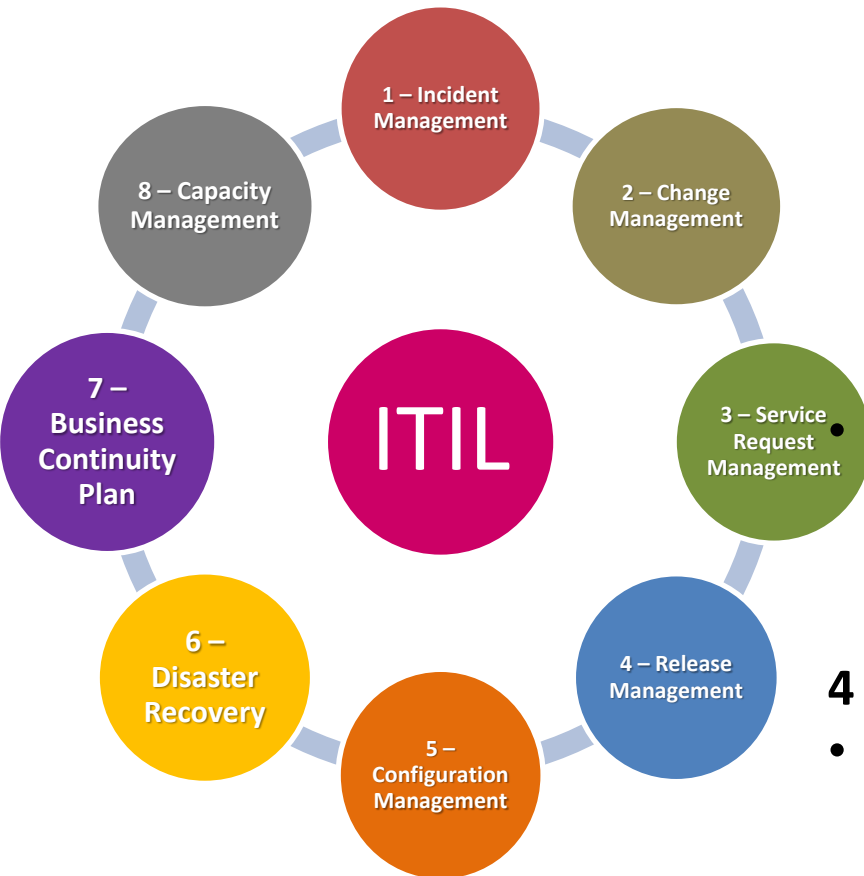 1 – Incident
Management
2 – Change
Management
3 – Service
Request
Management
4 – Release
Management
5 –
Configuration
Management
6 –
Disaster
Recovery
7 –
Business
Continuity
Plan
8 – Capacity
Management
ITIL
•
4
•